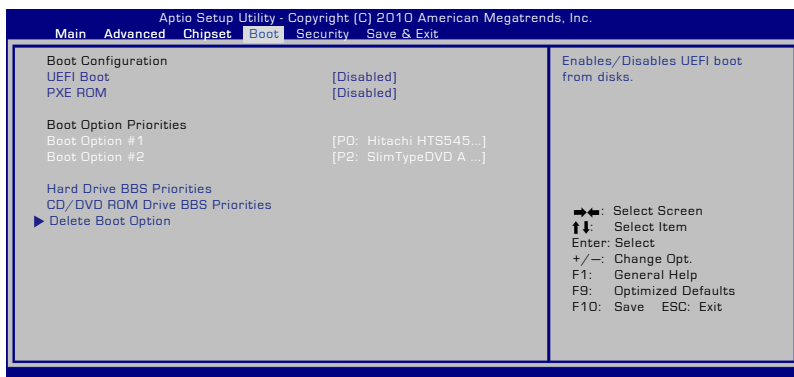 Aptio Setup Utility - Copyright (C) 2010 American Megatrends, Inc.
Main Advanced Chipset Boot Security Save & Exit
Boot Configuration
UEFI Boot [Disabled]
PXE ROM [Disabled]
Boot Option Priorities
Boot Option #1 [P0: Hitachi HTS545...]
Boot Option #2 [P2: SlimTypeDVD A ...]
Hard Drive BBS Priorities
CD/DVD ROM Drive BBS Priorities
Delete Boot Option
Enables/Disables UEFI boot
from disks.
→←: Select Screen
↑↓: Select Item
Enter: Select
+/—: Change Opt.
F1: General Help
F9: Optimized Defaults
F10: Save ESC: Exit